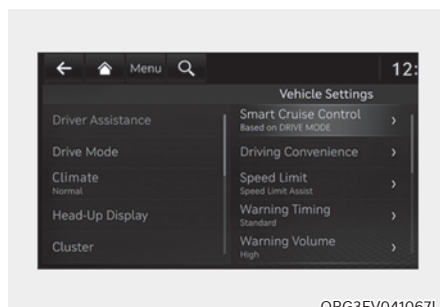 Menu
12:
Vehicle Settings
Driver Assistance
Drive Mode
Climate
Normal
Head-Up Display
Cluster
Smart Cruise Control
Based on DRIVE MODE
Driving Convenience
Speed Limit
Speed Limit Assist
Warning Timing
Standard
Warning Volume
High